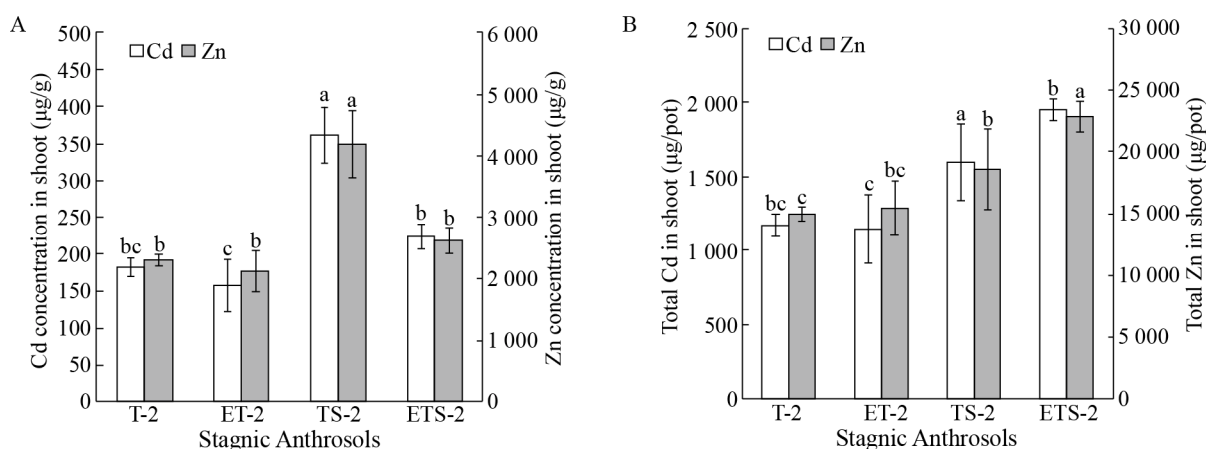 A
500
450
400
350
300
250
200
150
100
50
0
Cd concentration in shoot (μg/g)
Cd Zn
bc b c b a a b b
6 000
5 000
4 000
3 000
2 000
1 000
0
Zn concentration in shoot (μg/g)
T-2 ET-2 TS-2 ETS-2
Stagnic Anthrosols
B
2 500
2 000
1 500
1 000
500
0
Total Cd in shoot (μg/pot)
Cd Zn
bc c c bc a b b a
30 000
25 000
20 000
15 000
10 000
5 000
0
Total Zn in shoot (μg/pot)
T-2 ET-2 TS-2 ETS-2
Stagnic Anthrosols